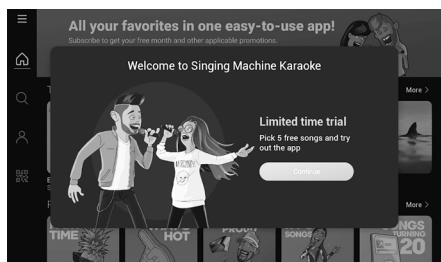 All your favorites in one easy-to-use app!
Subscribe to get your free month and other applicable promotions.
Welcome to Singing Machine Karaoke
More >
Limited time trial
Pick 5 free songs and try
out the app
Continue
More >
TIME
HOT
PROUD
SONGS
SONGS
TURNING
20